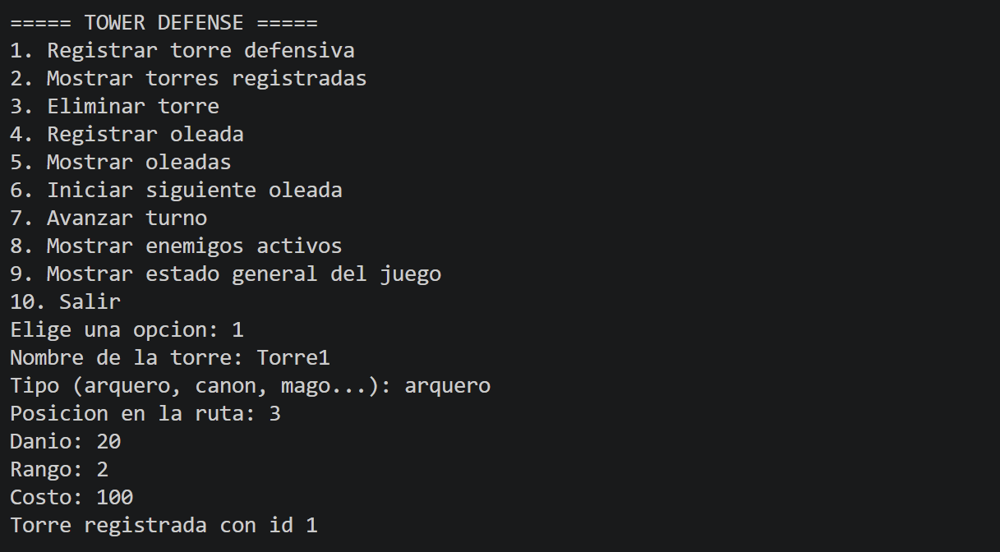 ===== TOWER DEFENSE =====
1. Registrar torre defensiva
2. Mostrar torres registradas
3. Eliminar torre
4. Registrar oleada
5. Mostrar oleadas
6. Iniciar siguiente oleada
7. Avanzar turno
8. Mostrar enemigos activos
9. Mostrar estado general del juego
10. Salir
Elige una opcion: 1
Nombre de la torre: Torre1
Tipo (arquero, canon, mago...): arquero
Posicion en la ruta: 3
Danio: 20
Rango: 2
Costo: 100
Torre registrada con id 1